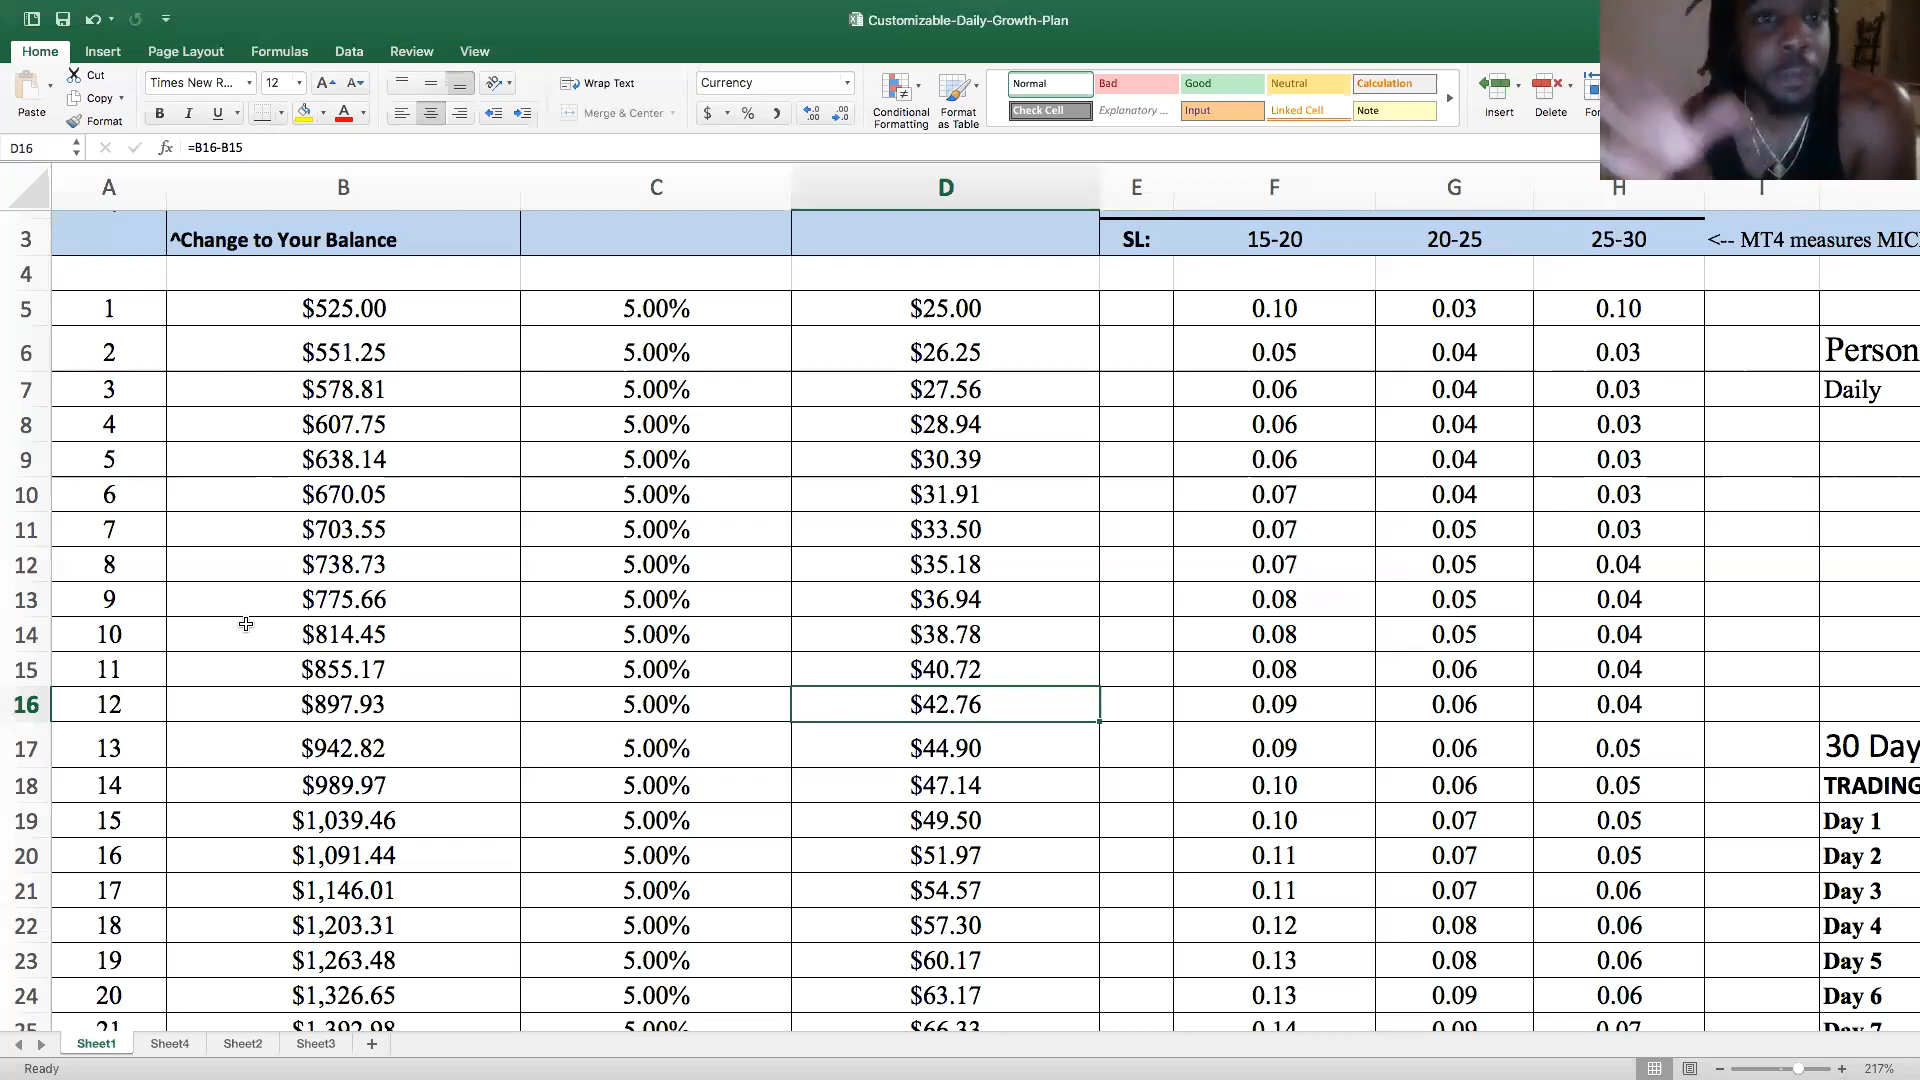 Customizable-Daily-Growth-Plan
Home Insert Page Layout Formulas Data Review View
Paste Cut Copy Format
Times New R... 12
B I U
Wrap Text
Merge & Center
Currency
$ % )
Conditional Formatting
Format as Table
Normal Bad Good Neutral Calculation
Check Cell Explanatory ... Input Linked Cell Note
Insert Delete
D16 fx =B16-B15
A B C D E F G H I
3 ^Change to Your Balance SL: 15-20 20-25 25-30 <-- MT4 measures
4
5 1 $525.00 5.00% $25.00 0.10 0.03 0.10
6 2 $551.25 5.00% $26.25 0.05 0.04 0.03 Person
7 3 $578.81 5.00% $27.56 0.06 0.04 0.03 Daily
8 4 $607.75 5.00% $28.94 0.06 0.04 0.03
9 5 $638.14 5.00% $30.39 0.06 0.04 0.03
10 6 $670.05 5.00% $31.91 0.07 0.04 0.03
11 7 $703.55 5.00% $33.50 0.07 0.05 0.03
12 8 $738.73 5.00% $35.18 0.07 0.05 0.04
13 9 $775.66 5.00% $36.94 0.08 0.05 0.04
14 10 $814.45 5.00% $38.78 0.08 0.05 0.04
15 11 $855.17 5.00% $40.72 0.08 0.06 0.04
16 12 $897.93 5.00% $42.76 0.09 0.06 0.04
17 13 $942.82 5.00% $44.90 0.09 0.06 0.05 30 Day
18 14 $989.97 5.00% $47.14 0.10 0.06 0.05 TRADING
19 15 $1,039.46 5.00% $49.50 0.10 0.07 0.05 Day 1
20 16 $1,091.44 5.00% $51.97 0.11 0.07 0.05 Day 2
21 17 $1,146.01 5.00% $54.57 0.11 0.07 0.06 Day 3
22 18 $1,203.31 5.00% $57.30 0.12 0.08 0.06 Day 4
23 19 $1,263.48 5.00% $60.17 0.13 0.08 0.06 Day 5
24 20 $1,326.65 5.00% $63.17 0.13 0.09 0.06 Day 6
25 21 $1,392.98 5.00% $66.33 0.14 0.09 0.07 Day 7
Sheet1 Sheet4 Sheet2 Sheet3 +
Ready 217%